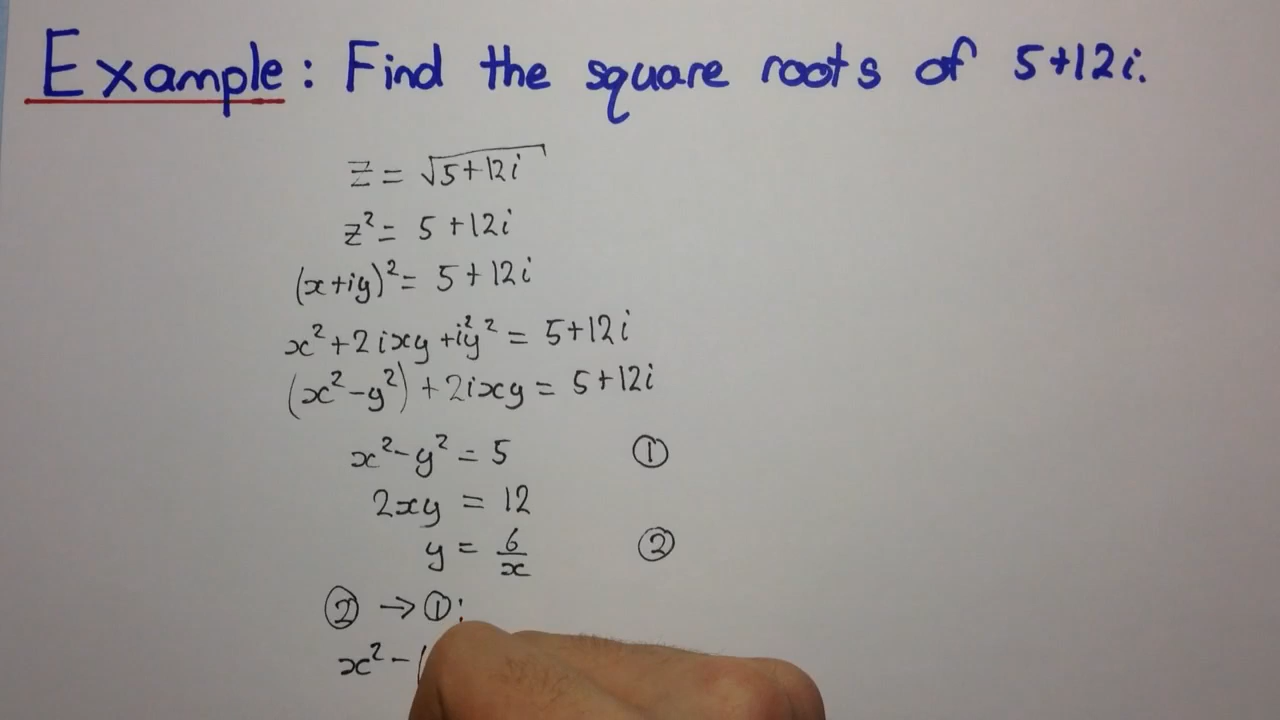 Example: Find the square roots of 5+12i.
z = √5+12i
z² = 5+12i
(x+iy)² = 5+12i
x²+2ixy+i²y² = 5+12i
(x²-y²)+2ixy = 5+12i
x²-y² = 5 ①
2xy = 12
y = 6/x ②
② → ①:
x²-(